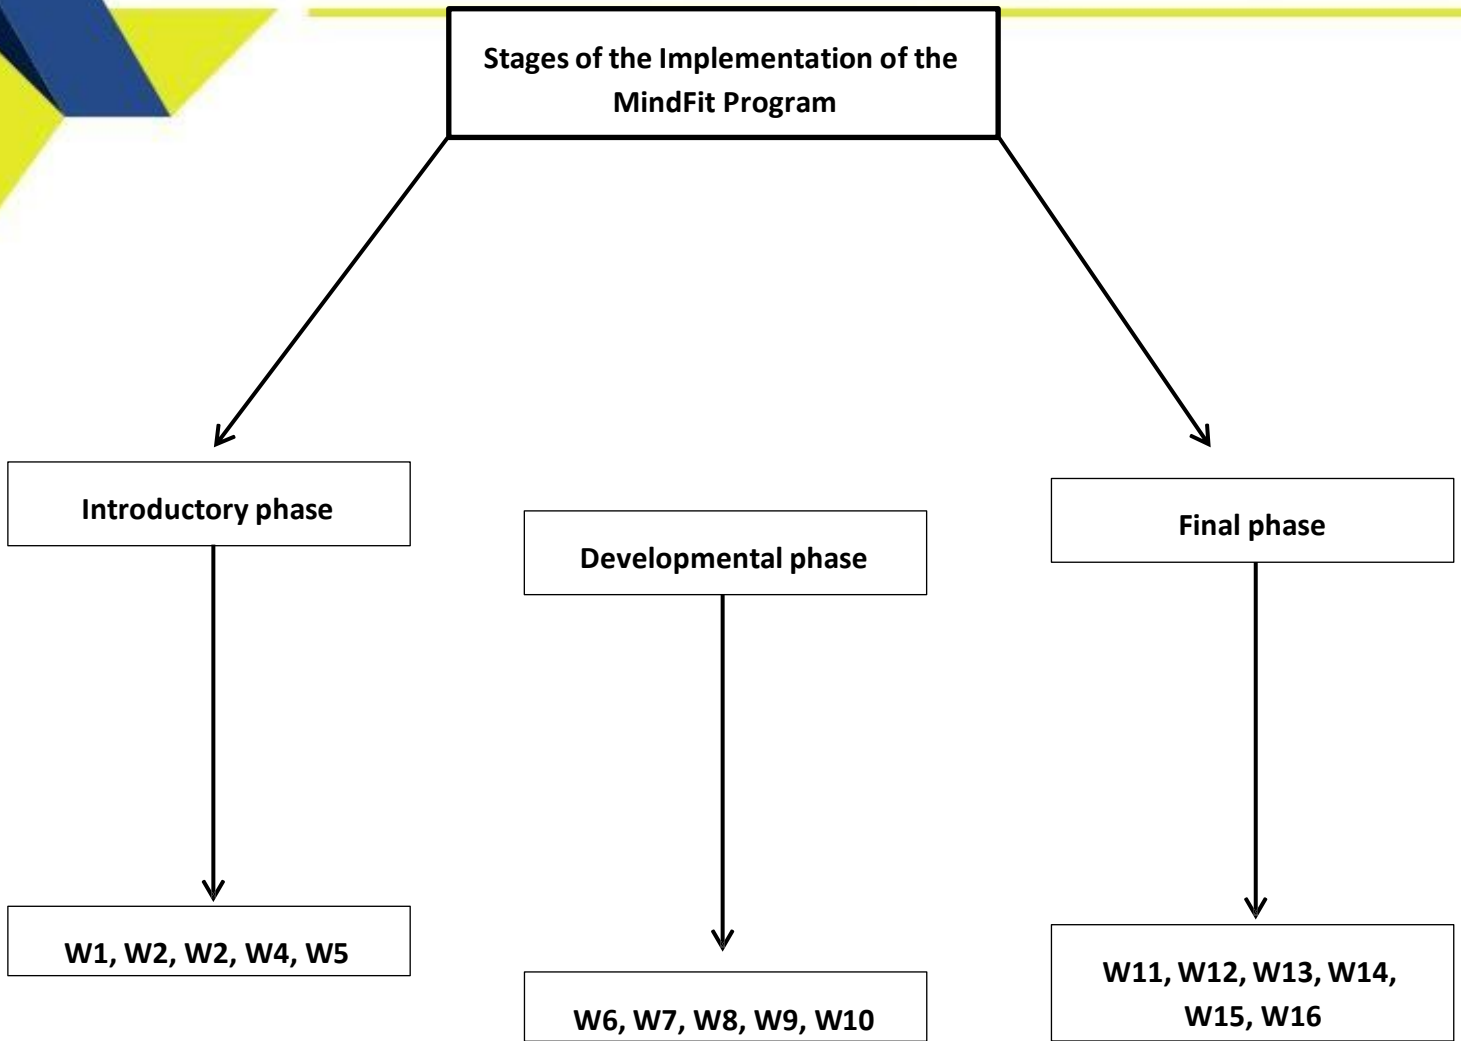 Stages of the Implementation of the
MindFit Program
Introductory phase
Developmental phase
Final phase
W1, W2, W2, W4, W5
W6, W7, W8, W9, W10
W11, W12, W13, W14,
W15, W16